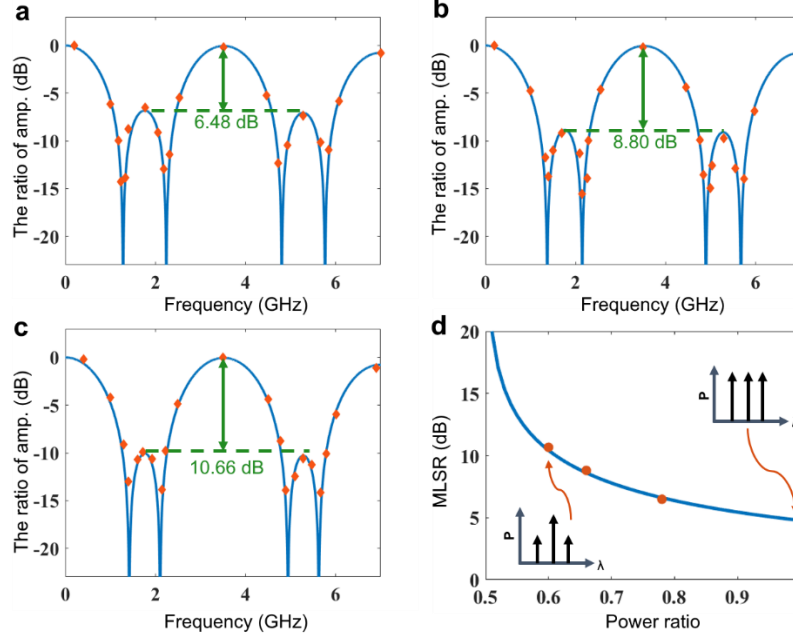 a
The ratio of amp. (dB)
0
-5
-10
-15
-20
6.48 dB
0 2 4 6
Frequency (GHz)
b
The ratio of amp. (dB)
0
-5
-10
-15
-20
8.80 dB
0 2 4 6
Frequency (GHz)
c
The ratio of amp. (dB)
0
-5
-10
-15
-20
10.66 dB
0 2 4 6
Frequency (GHz)
d
MLSR (dB)
20
15
10
5
0
P
P
λ
0.5 0.6 0.7 0.8 0.9
Power ratio